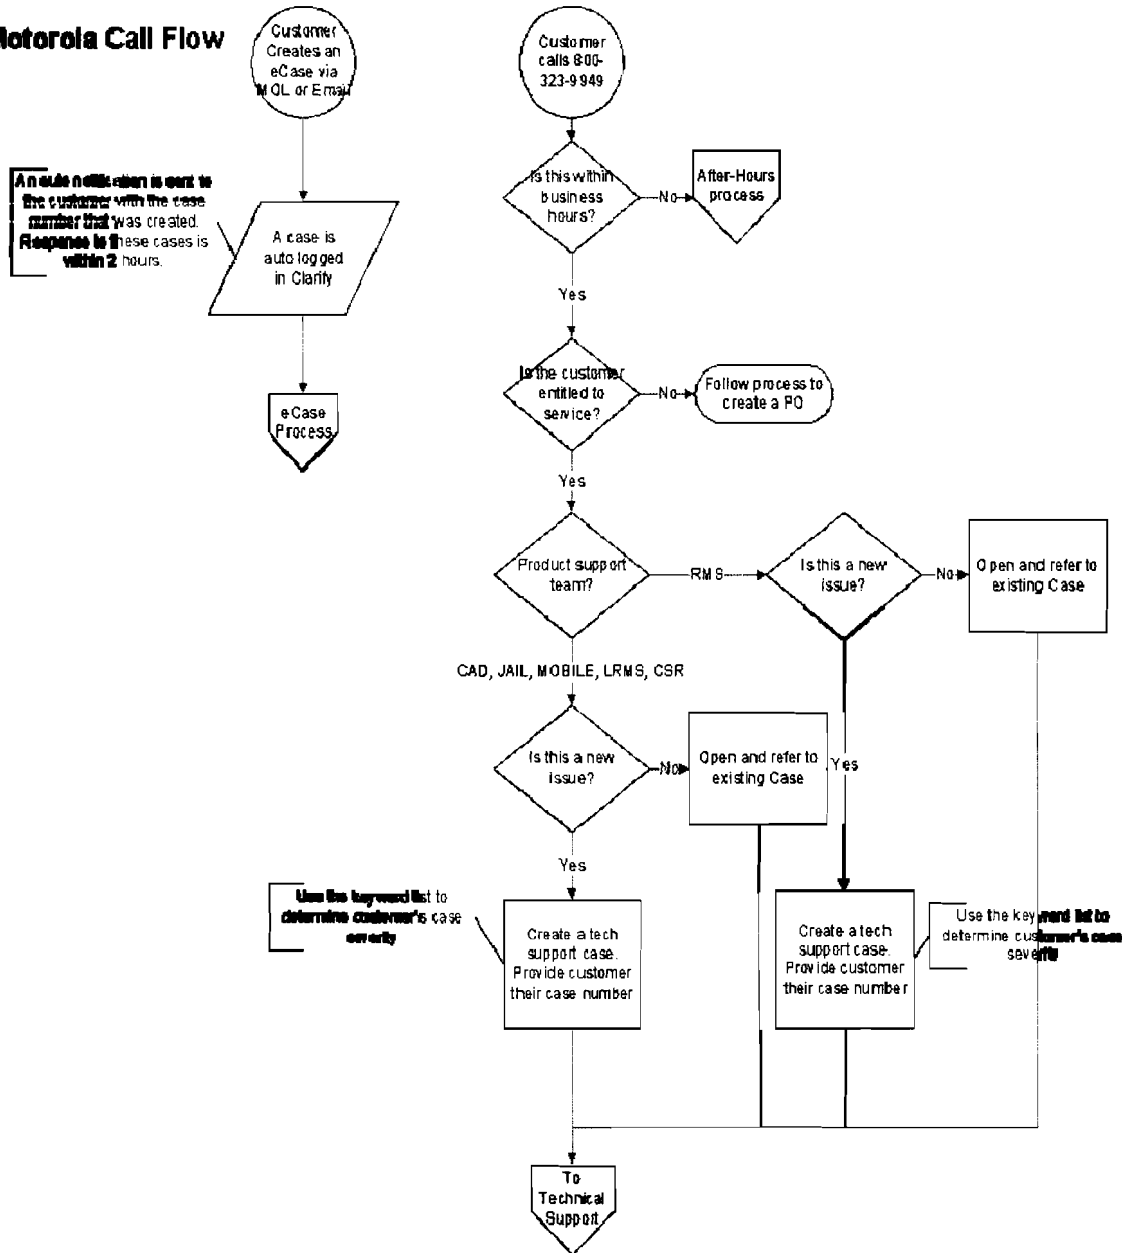 Motorola Call Flow
Customer
Creates an
eCase via
MOL or Email
Customer
calls 800-
323-9949
An auto notification is sent to
the customer with the case
number that was created.
Response to these cases is
within 2 hours.
A case is
auto logged
in Clarify
eCase
Process
Is this within
business
hours?
No
After-Hours
process
Yes
Is the customer
entitled to
service?
No
Follow process to
create a PO
Yes
Product support
team?
RMS
Is this a new
issue?
No
Open and refer to
existing Case
CAD, JAIL, MOBILE, LRMS, CSR
Is this a new
issue?
No
Open and refer to
existing Case
Yes
Yes
Use the keyword list to
determine customer's case
severity
Create a tech
support case.
Provide customer
their case number
Create a tech
support case.
Provide customer
their case number
Use the keyword list to
determine customer's case
severity
To
Technical
Support